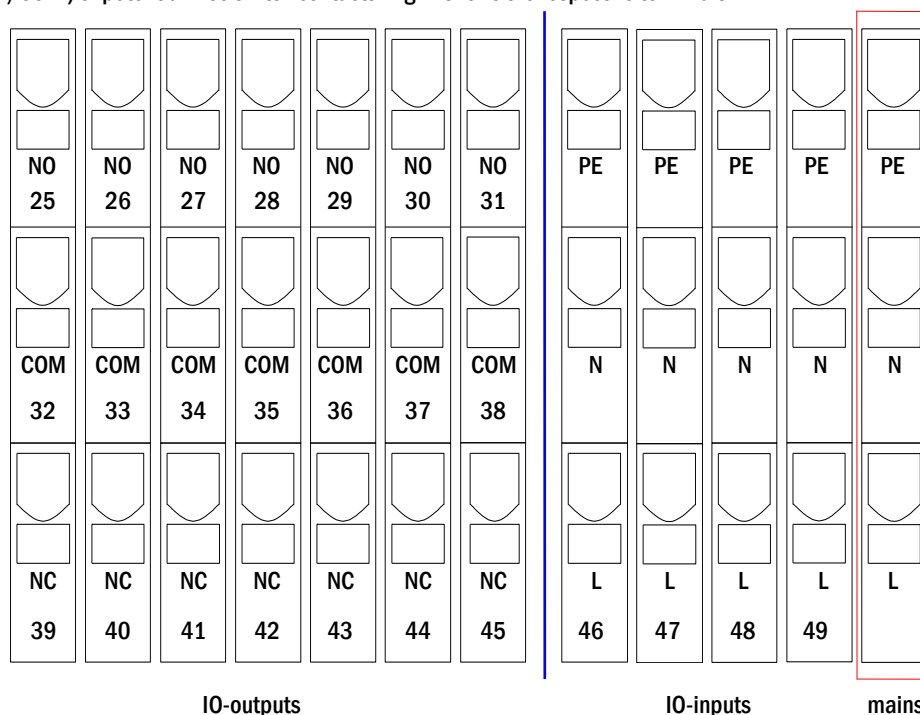 NO NO NO NO NO NO NO PE PE PE PE PE
25 26 27 28 29 30 31
COM COM COM COM COM COM COM N N N N N
32 33 34 35 36 37 38
NC NC NC NC NC NC NC L L L L L
39 40 41 42 43 44 45 46 47 48 49
IO-outputs IO-inputs mains